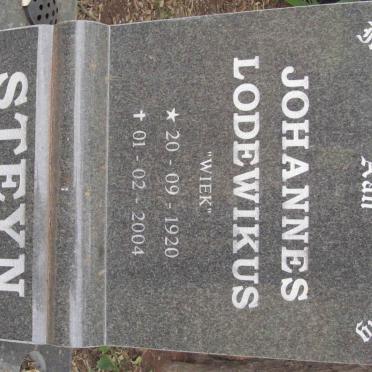 JOHANNES
LODEWIKUS
"WIEK"
★ 20 - 09 - 1920
✝ 01 - 02 - 2004
STEYN